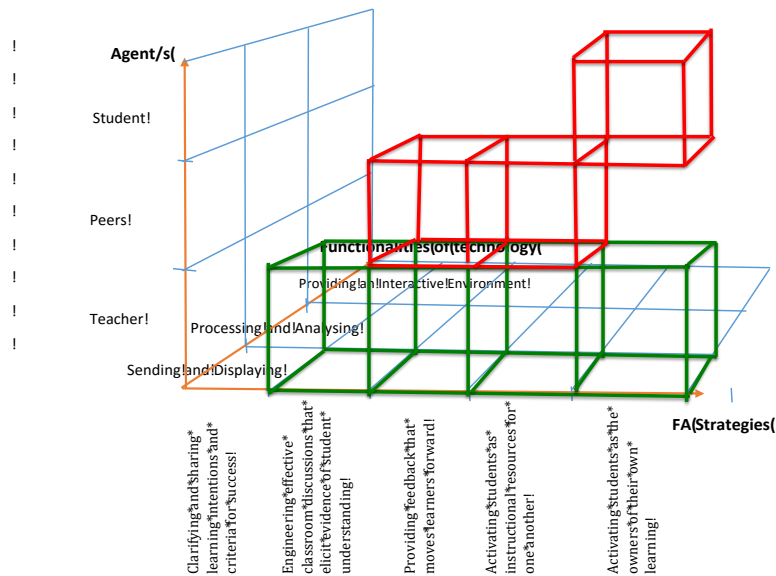 !
!
!
!
!
!
!
!
!
!
Agent/s(
Student!
Peers!
Teacher!
Functionalities(of(technology(
Providing!an!Interactive!Environment!
Processing!and!Analysing!
Sending!and!Displaying!
FA(Strategies(
Clarifying*and*sharing*
learning*intentions*and*
criteria*for*success!
Engineering*effective*
classroom*discussions*that*
elicit*evidence*of*student*
understanding!
Providing*feedback*that*
moves*learners*forward!
Activating*students*as*
instructional*resources*for*
one*another!
Activating*students*as*the*
owners*of*their*own*
learning!